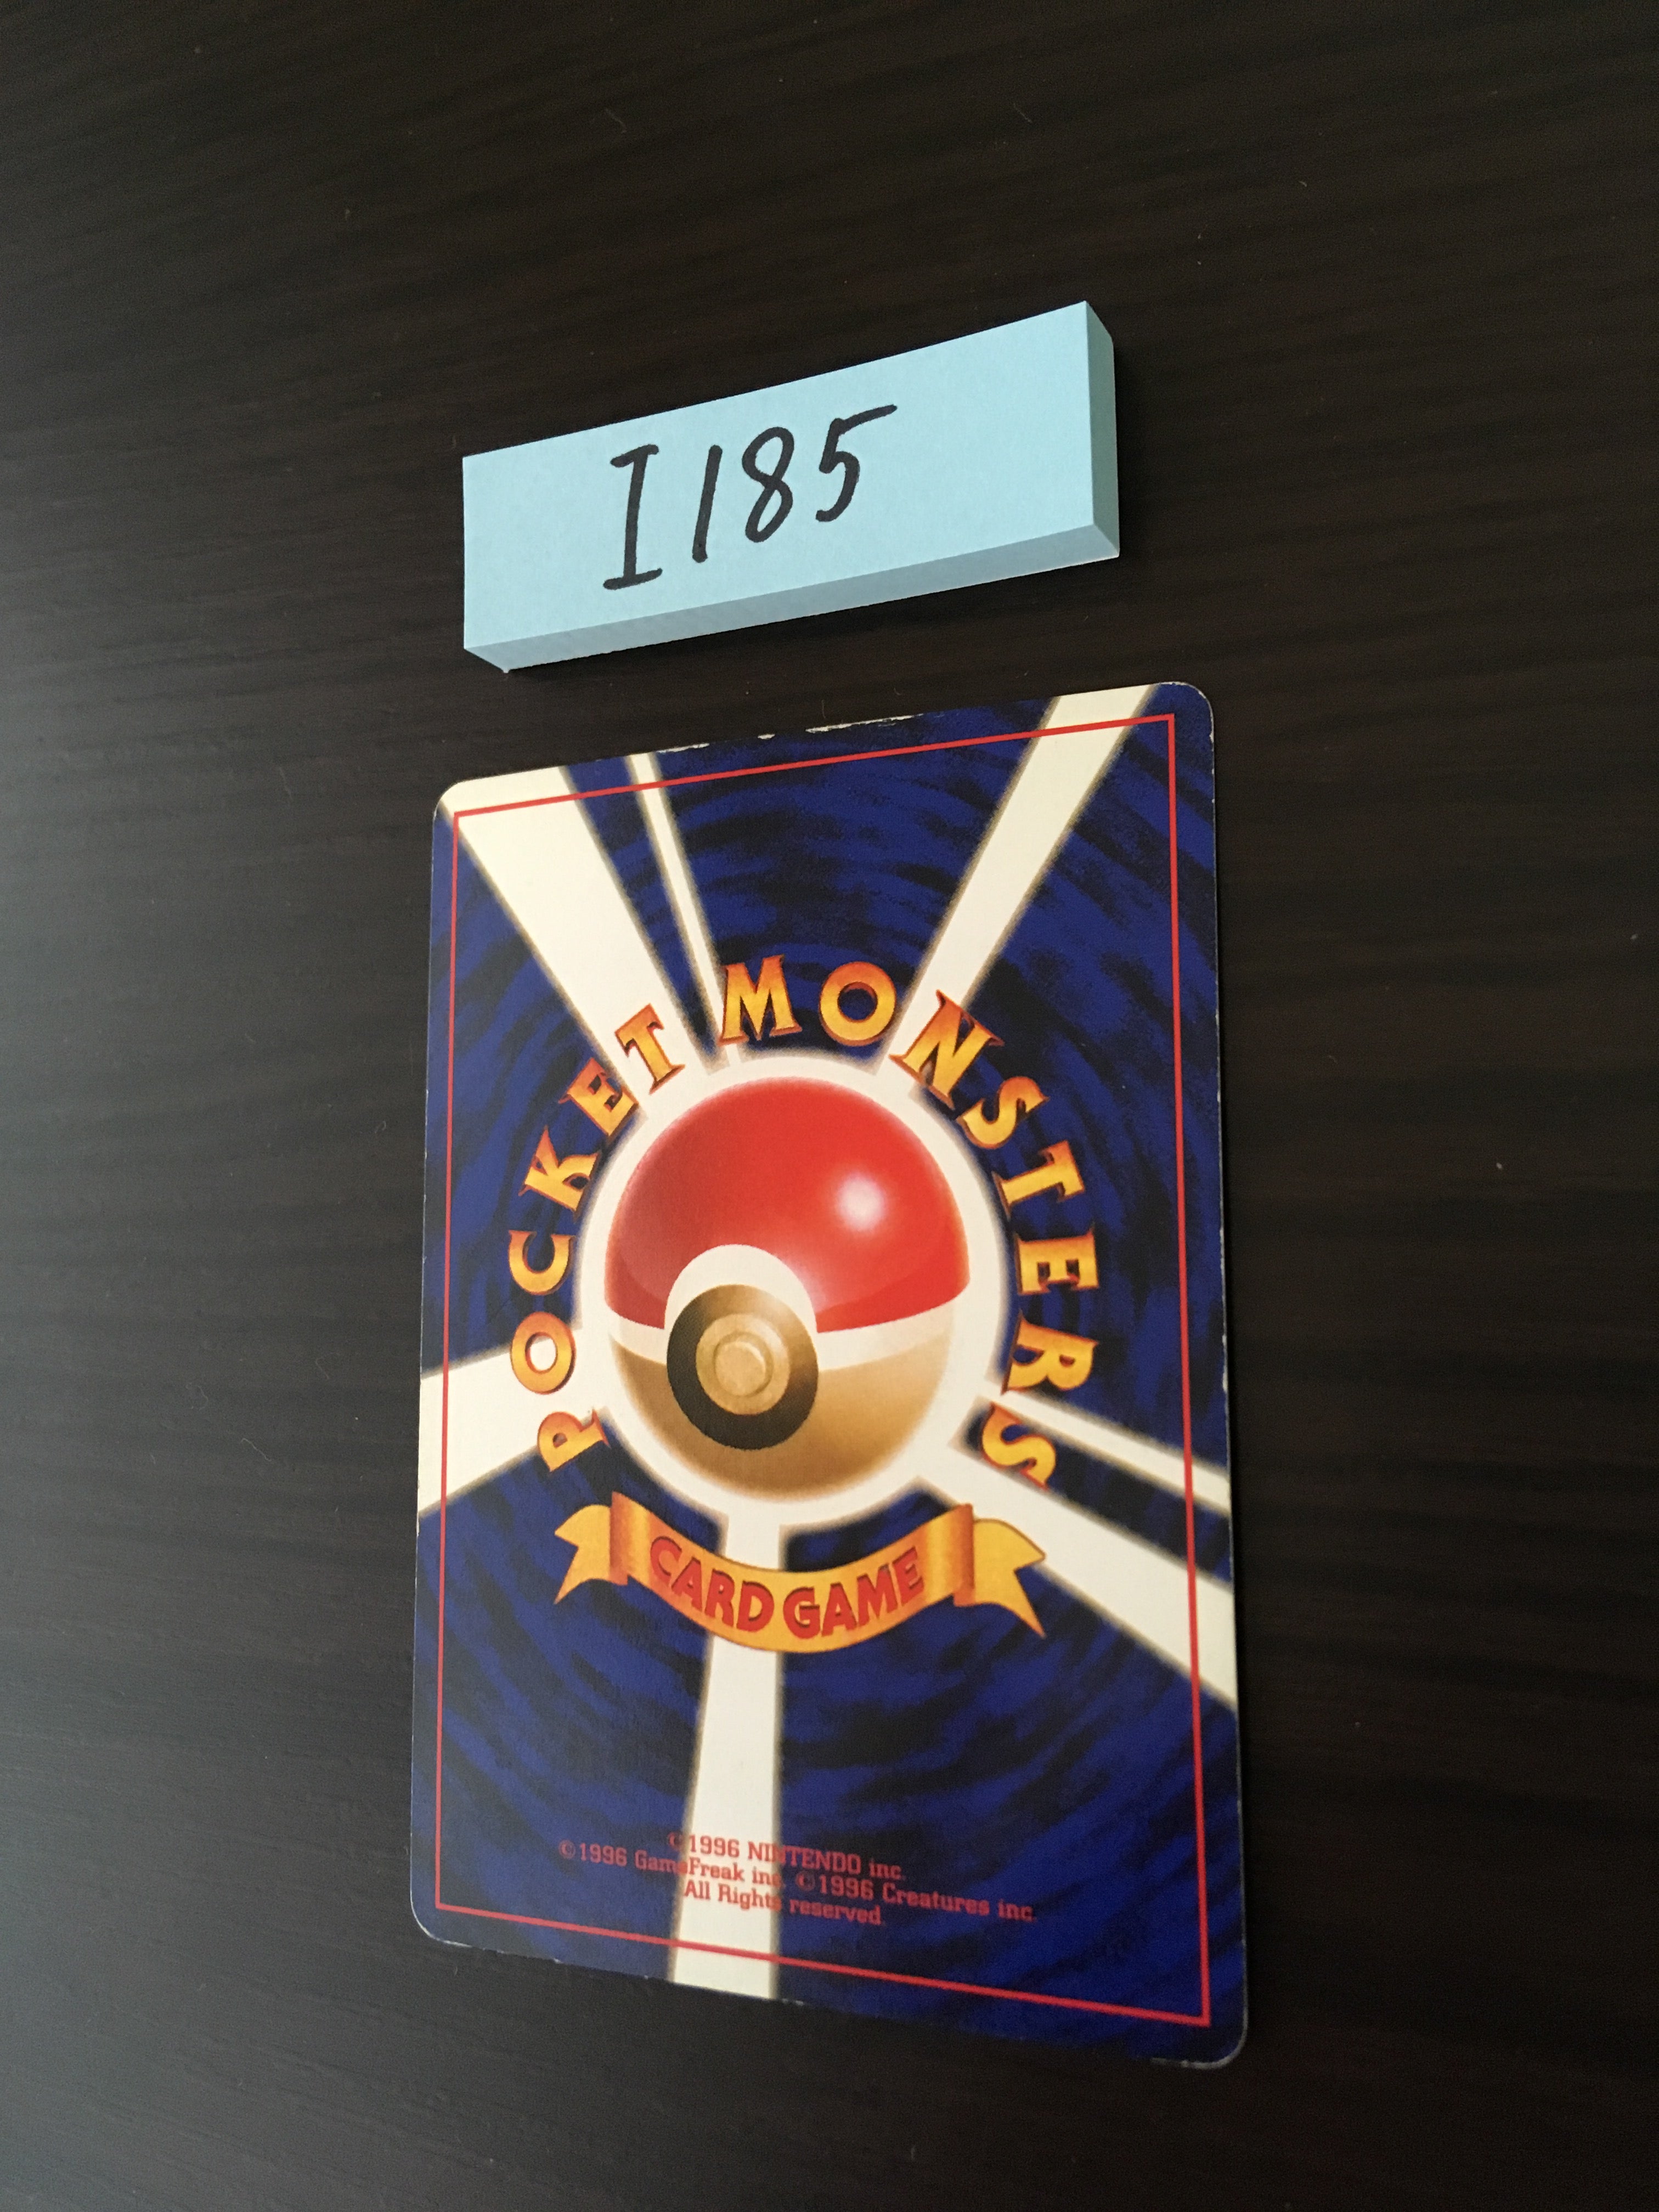 I185
POCKET MONSTERS
CARD GAME
©1996 NINTENDO inc.
©1996 GameFreak inc. ©1996 Creatures inc.
All Rights reserved.